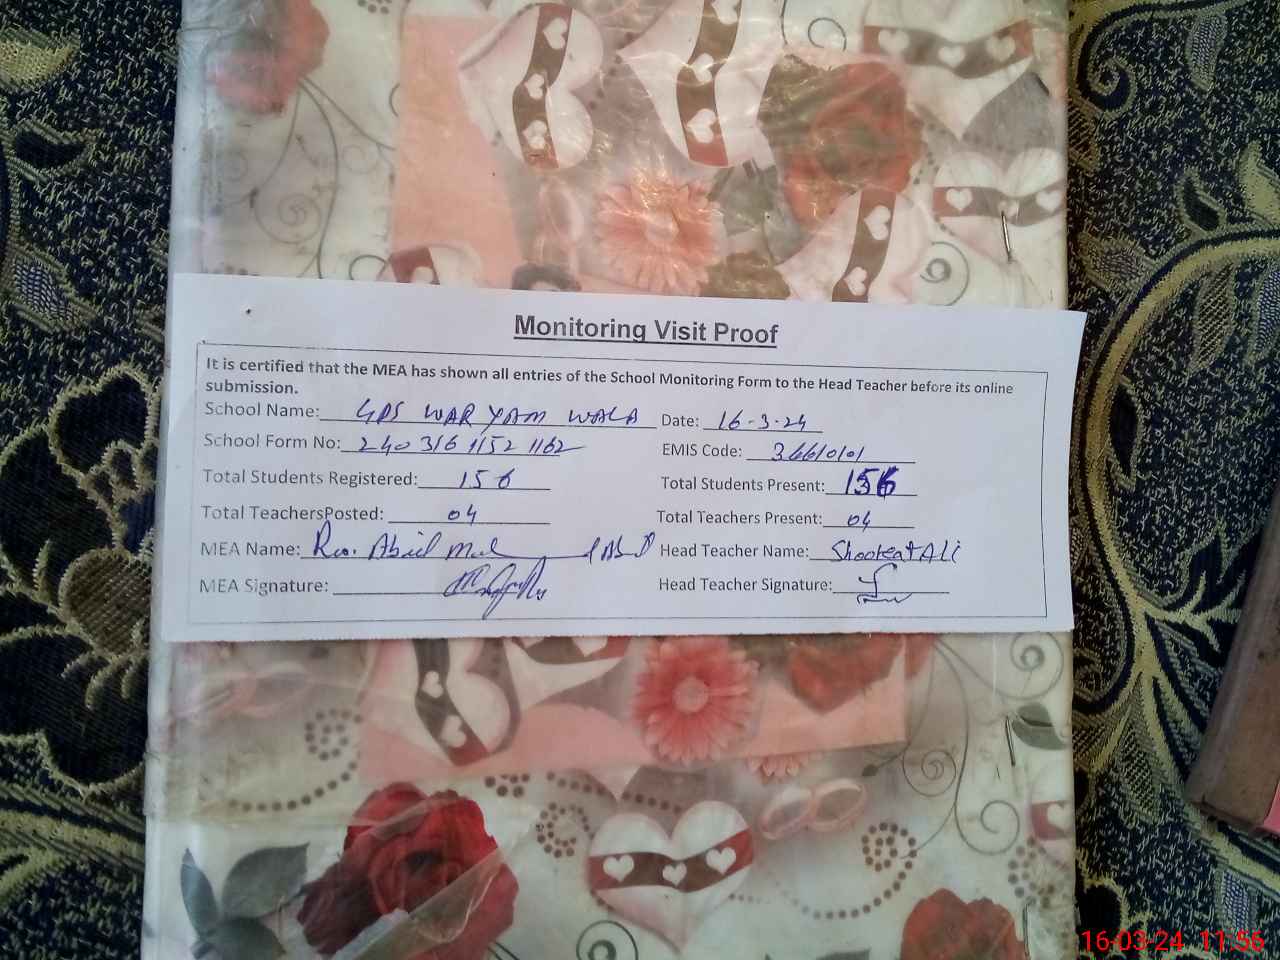 Monitoring Visit Proof
It is certified that the MEA has shown all entries of the School Monitoring Form to the Head Teacher before its online
submission.
School Name: GPS WARYAM WALA Date: 16-3-24
School Form No: 240316 1152 1162 EMIS Code: 36610101
Total Students Registered: 156 Total Students Present: 156
Total TeachersPosted: 04 Total Teachers Present: 04
MEA Name: Abid Head Teacher Name: Shookat Ali
MEA Signature: Head Teacher Signature:
16-03-24 11:56